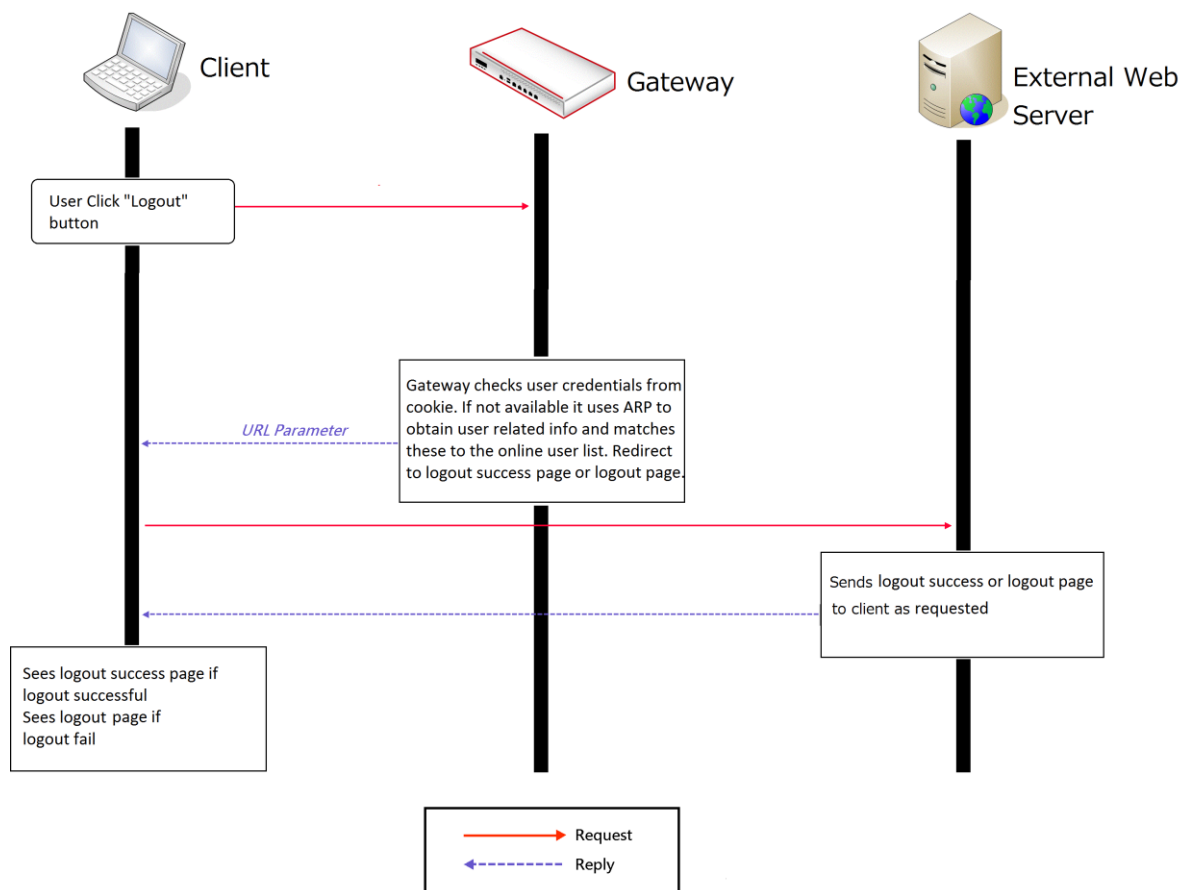 Client
Gateway
External Web
Server
User Click "Logout"
button
Gateway checks user credentials from
cookie. If not available it uses ARP to
obtain user related info and matches
these to the online user list. Redirect
to logout success page or logout page.
URL Parameter
Sends logout success or logout page
to client as requested
Sees logout success page if
logout successful
Sees logout page if
logout fail
Request
Reply